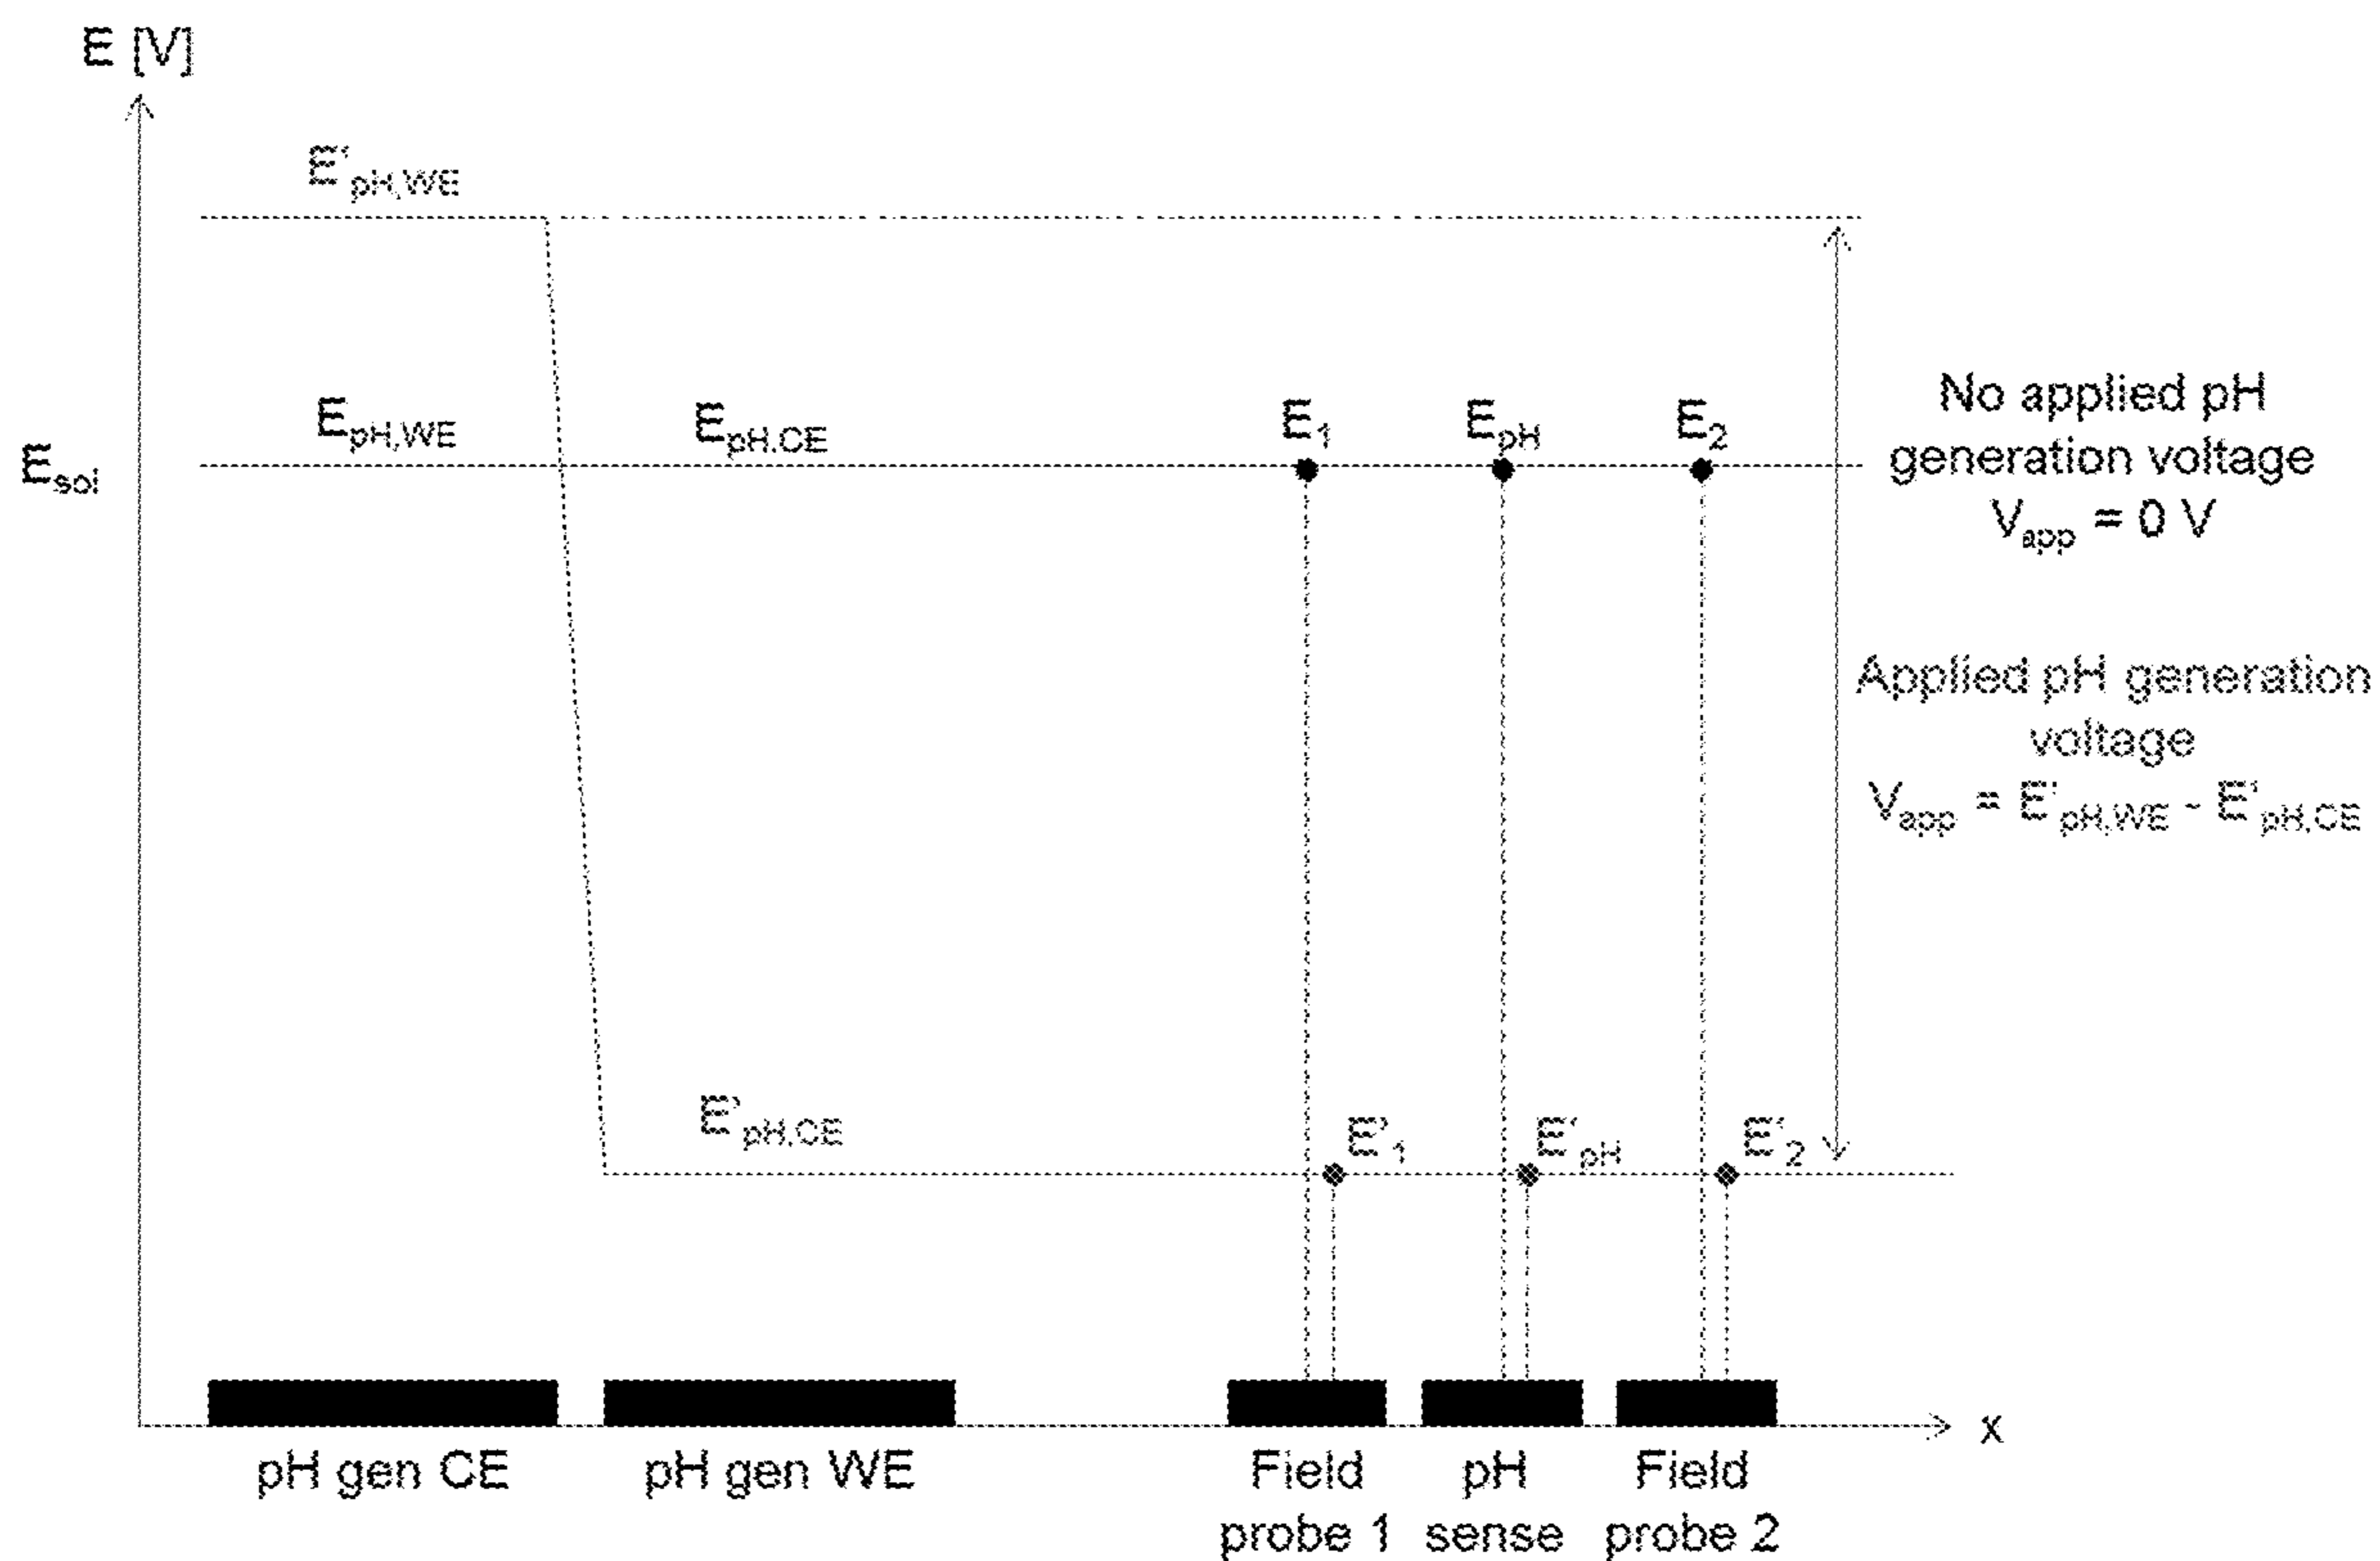 E [V]
E'pH,WE
EpH,WE
EpH,CE
E1
EpH
E2
Esol
No applied pH
generation voltage
Vapp = 0 V
Applied pH generation
voltage
Vapp = E'pH,WE - E'pH,CE
E'pH,CE
E'1
E'pH
E'2
x
pH gen CE
pH gen WE
Field
probe 1
pH
sense
Field
probe 2